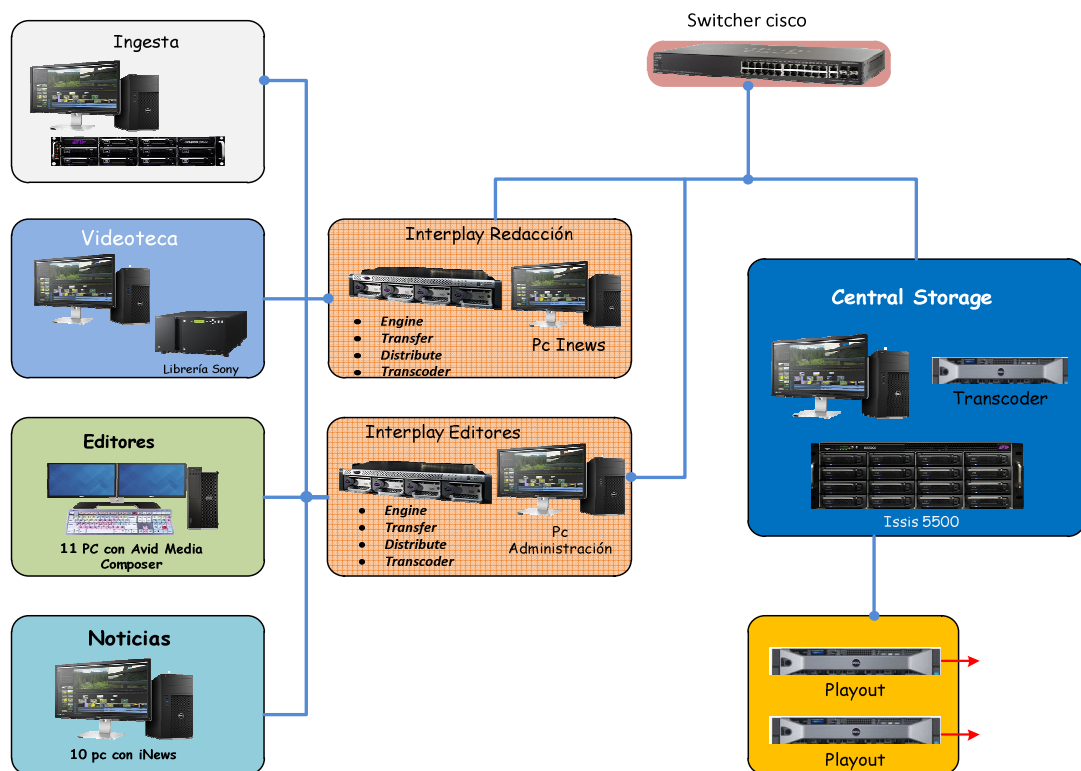 Switcher cisco
Ingesta
Videoteca
Librería Sony
Editores
11 PC con Avid Media
Composer
Noticias
10 pc con iNews
Interplay Redacción
Engine
Transfer
Distribute
Transcoder
Pc Inews
Interplay Editores
Engine
Transfer
Distribute
Transcoder
Pc
Administración
Central Storage
Transcoder
Issis 5500
Playout
Playout